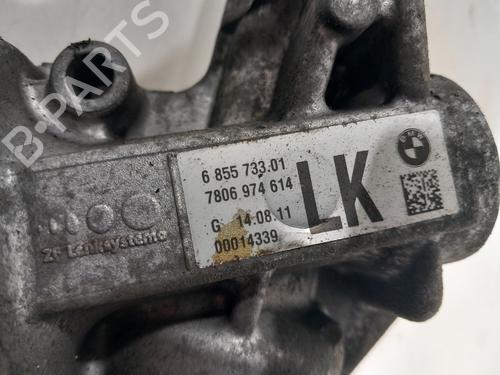 B-PARTS
6 855 733.01
7806 974 614
G 14.08.11
00014339
LK
BMW
ZF Lenksysteme